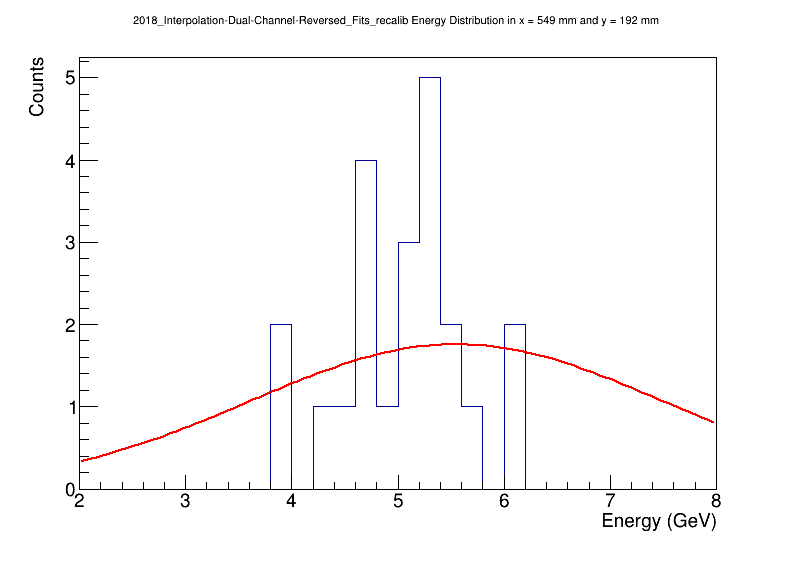 2018_Interpolation-Dual-Channel-Reversed_Fits_recalib Energy Distribution in x = 549 mm and y = 192 mm
Counts
5
4
3
2
1
0
2 3 4 5 6 7 8
Energy (GeV)